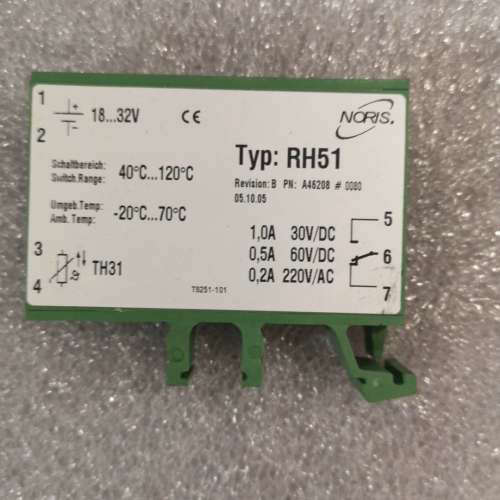 1
18...32V
CE
NORIS.
2
Typ: RH51
Schaltbereich:
Switch.Range:
40°C...120°C
Revision: B PN: A46208 # 0080
05.10.05
Umgeb.Temp:
Amb. Temp:
-20°C...70°C
1,0A 30V/DC
5
0,5A 60V/DC
6
0,2A 220V/AC
7
3
4
ϑ
TH31
T6251-101